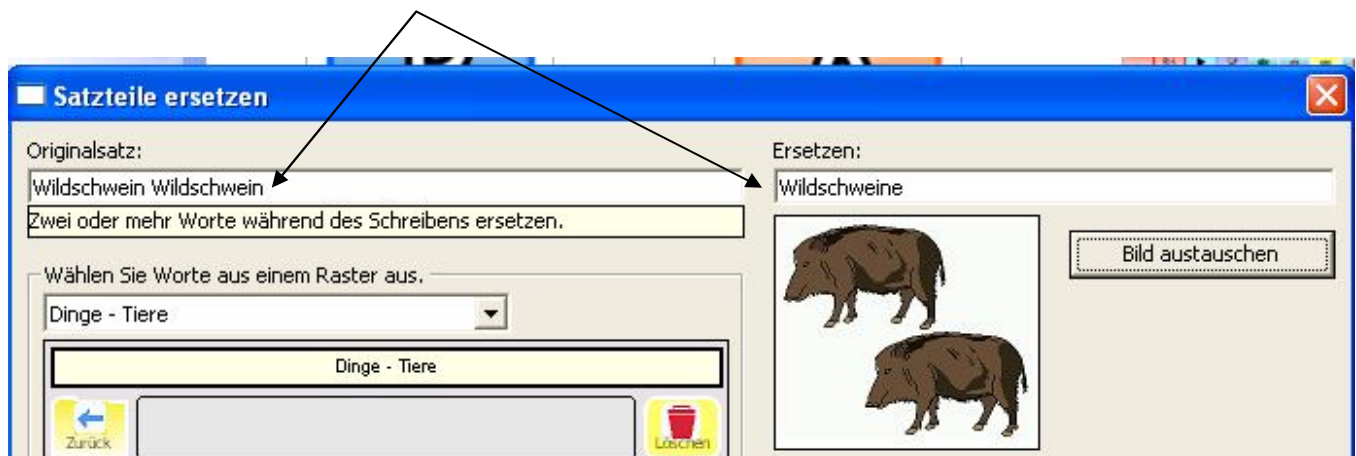 Satzteile ersetzen
Originalsatz:
Wildschwein Wildschwein
Zwei oder mehr Worte während des Schreibens ersetzen.
Wählen Sie Worte aus einem Raster aus.
Dinge - Tiere
Dinge - Tiere
Zurück
Löschen
Ersetzen:
Wildschweine
Bild austauschen